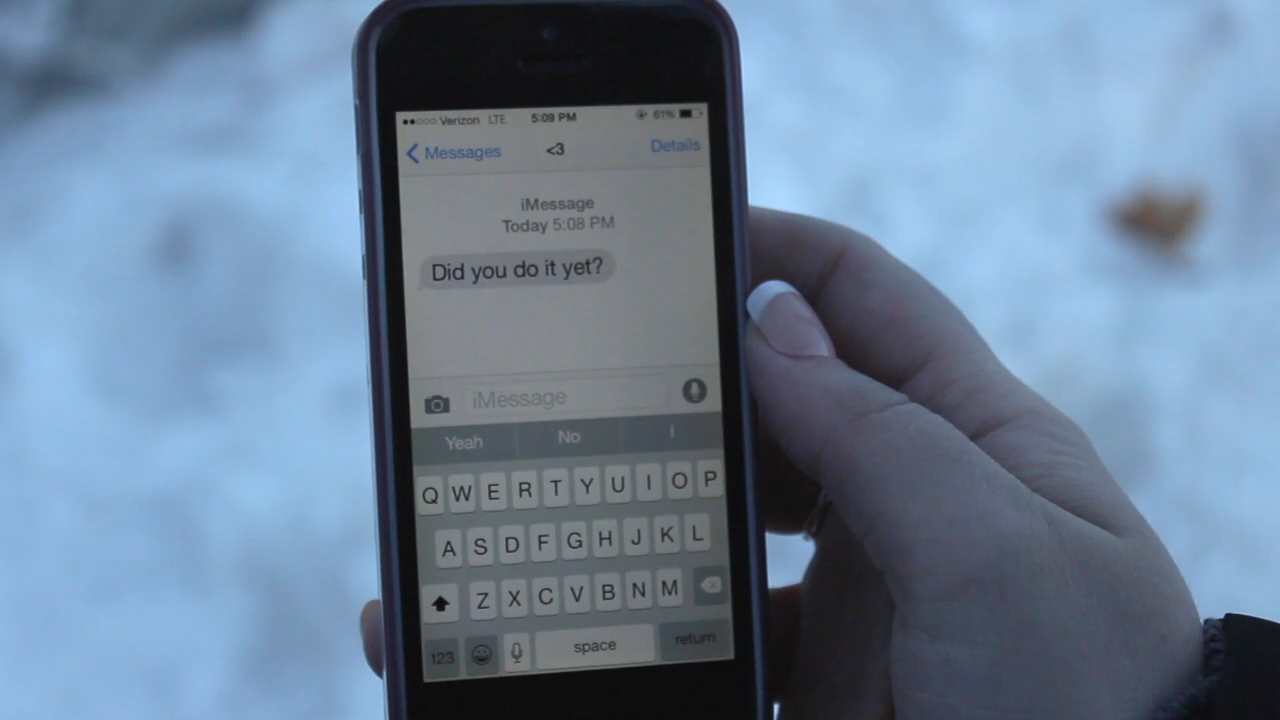 Verizon LTE 5:09 PM 61%
Messages <3 Details
iMessage
Today 5:08 PM
Did you do it yet?
iMessage
Yeah No I
Q W E R T Y U I O P
A S D F G H J K L
Z X C V B N M
123 space return